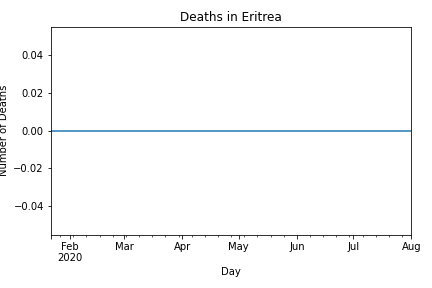 Deaths in Eritrea
Number of Deaths
0.04
0.02
0.00
−0.02
−0.04
Feb
2020
Mar
Apr
May
Jun
Jul
Aug
Day